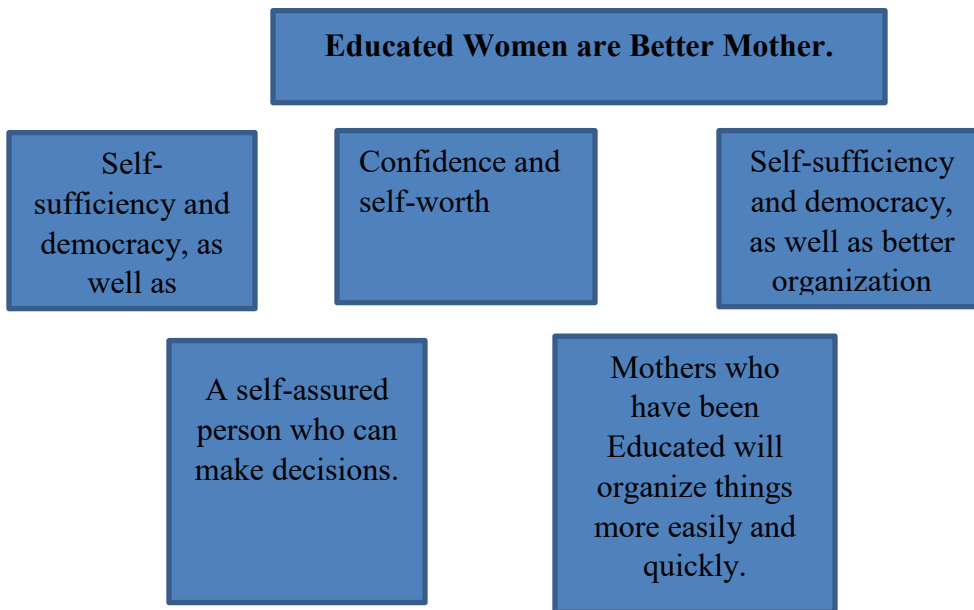 Educated Women are Better Mother.
Self-
sufficiency and
democracy, as
well as
Confidence and
self-worth
Self-sufficiency
and democracy,
as well as better
organization
A self-assured
person who can
make decisions.
Mothers who
have been
Educated will
organize things
more easily and
quickly.